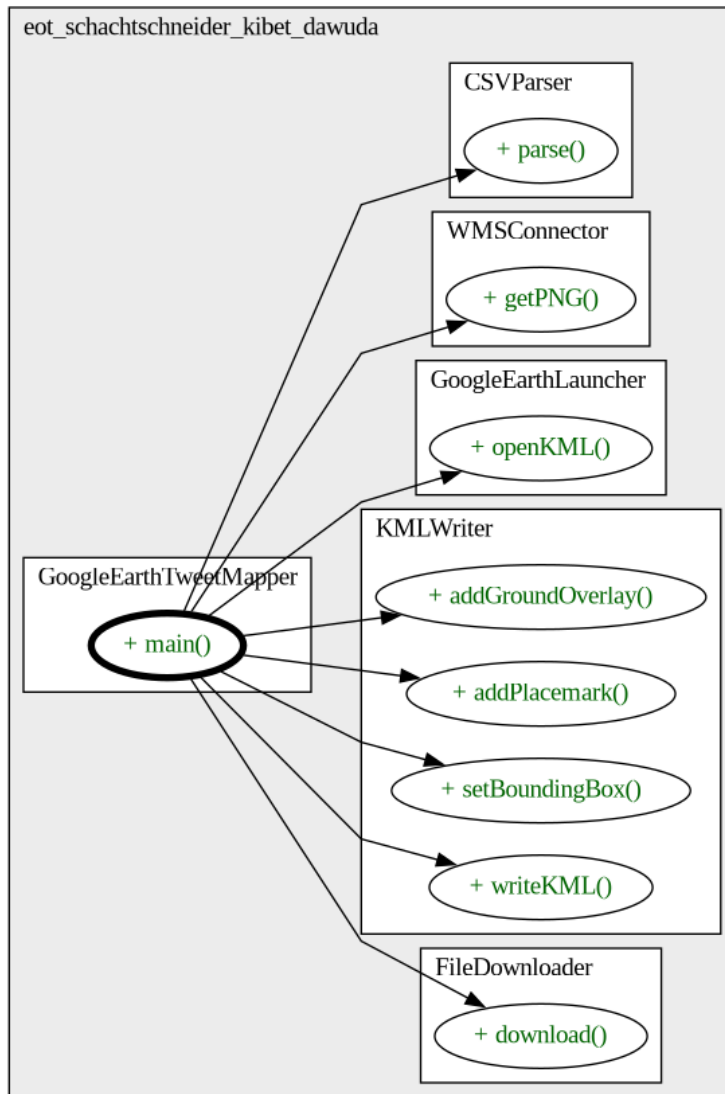 eot_schachtschneider_kibet_dawuda
CSVParser
+ parse()
WMSConnector
+ getPNG()
GoogleEarthLauncher
+ openKML()
KMLWriter
GoogleEarthTweetMapper
+ addGroundOverlay()
+ main()
+ addPlacemark()
+ setBoundingBox()
+ writeKML()
FileDownloader
+ download()